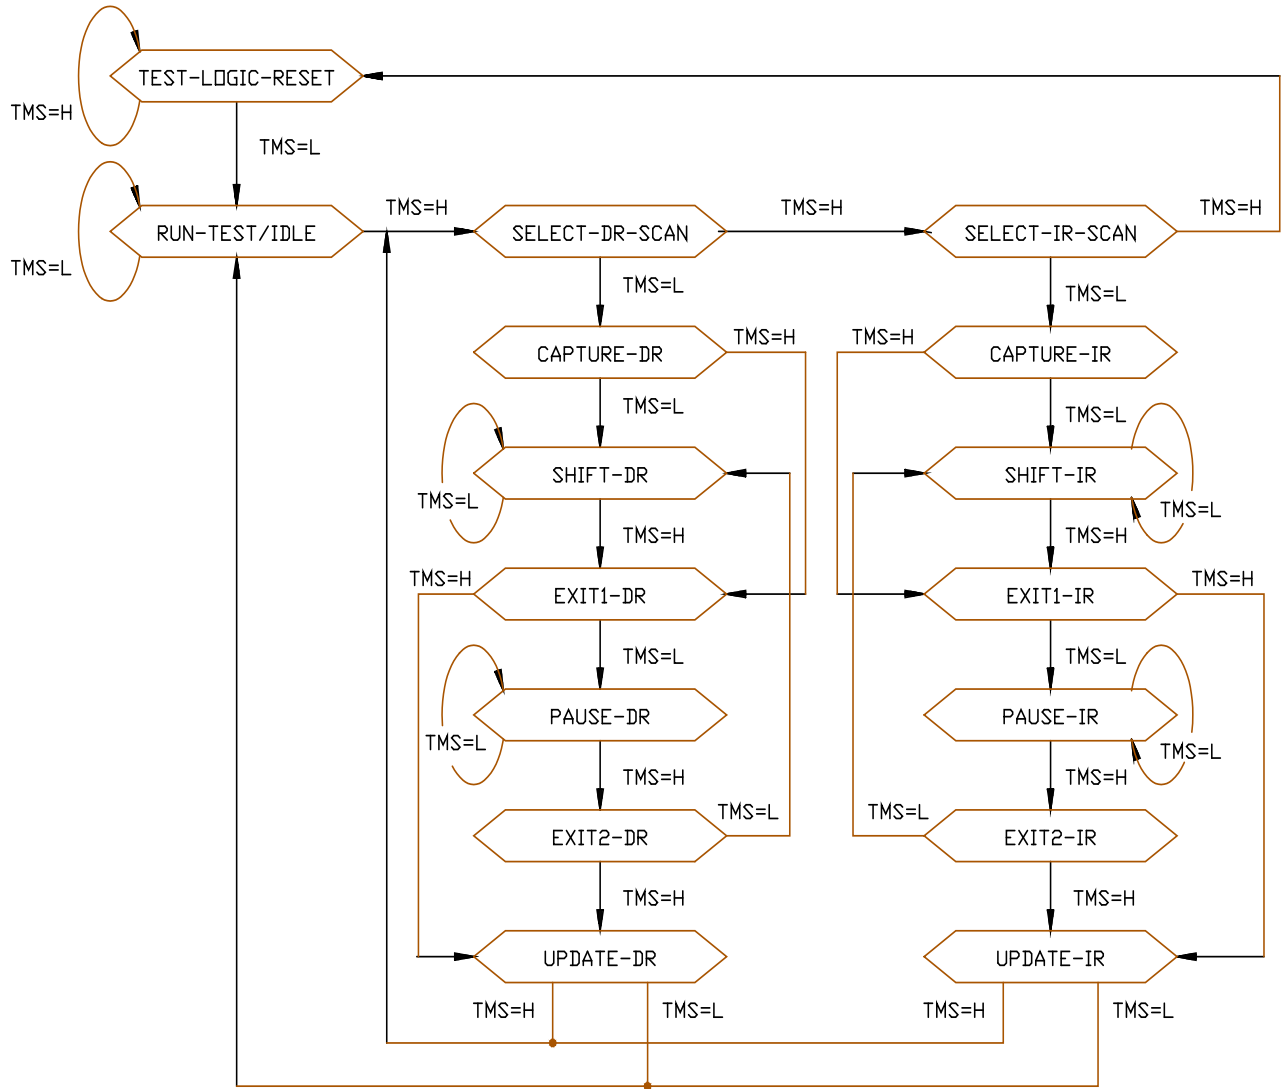 TEST-LOGIC-RESET
TMS=H
TMS=L
TMS=H
TMS=H
TMS=H
RUN-TEST/IDLE
SELECT-DR-SCAN
SELECT-IR-SCAN
TMS=L
TMS=L
TMS=L
TMS=H
TMS=H
CAPTURE-DR
CAPTURE-IR
TMS=L
TMS=L
SHIFT-DR
SHIFT-IR
TMS=L
TMS=L
TMS=H
TMS=H
TMS=H
TMS=H
EXIT1-DR
EXIT1-IR
TMS=L
TMS=L
PAUSE-DR
PAUSE-IR
TMS=L
TMS=L
TMS=H
TMS=H
TMS=L
TMS=L
EXIT2-DR
EXIT2-IR
TMS=H
TMS=H
UPDATE-DR
UPDATE-IR
TMS=H
TMS=L
TMS=H
TMS=L